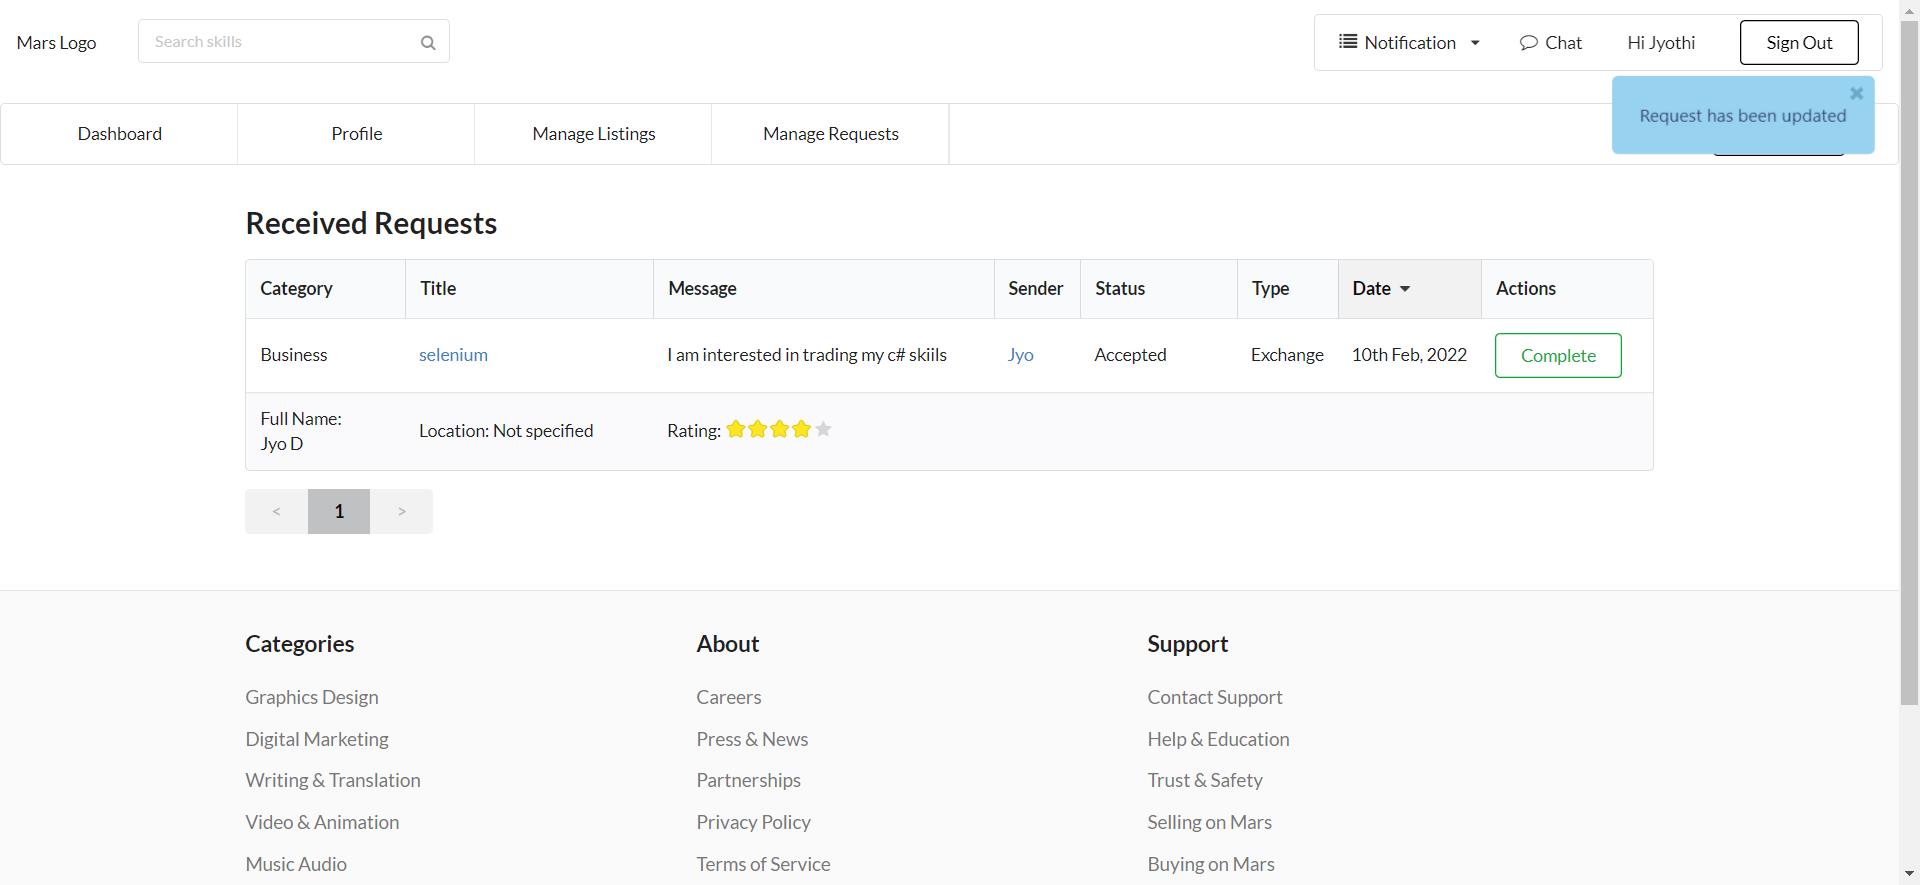 Mars Logo
Search skills
Notification
Chat
Hi Jyothi
Sign Out
Request has been updated
Dashboard
Profile
Manage Listings
Manage Requests
Received Requests
Category Title Message Sender Status Type Date Actions
Business selenium I am interested in trading my c# skiils Jyo Accepted Exchange 10th Feb, 2022 Complete
Full Name:
Jyo D
Location: Not specified
Rating:
< 1 >
Categories
Graphics Design
Digital Marketing
Writing & Translation
Video & Animation
Music Audio
About
Careers
Press & News
Partnerships
Privacy Policy
Terms of Service
Support
Contact Support
Help & Education
Trust & Safety
Selling on Mars
Buying on Mars